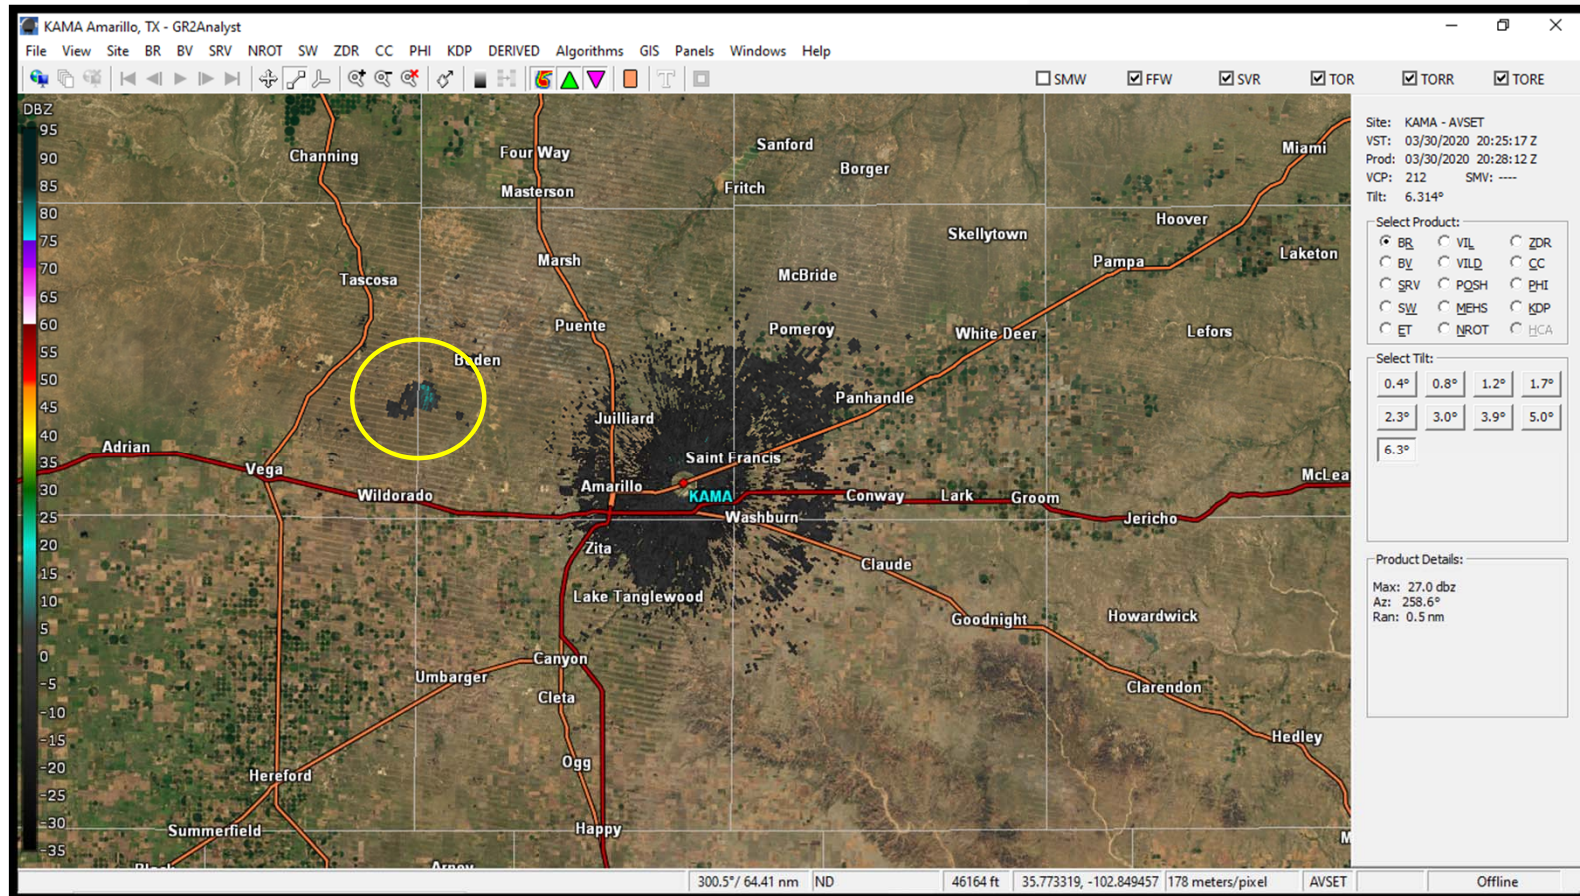 KAMA Amarillo, TX - GR2Analyst
File View Site BR BV SRV NROT SW ZDR CC PHI KDP DERIVED Algorithms GIS Panels Windows Help
SMW FFW SVR TOR TORR TORE
DBZ
95
90
85
80
75
70
65
60
55
50
45
40
35
30
25
20
15
10
5
0
-5
-10
-15
-20
-25
-30
-35
Channing
Four Way
Sanford
Borger
Miami
Masterson
Fritch
Hoover
Skellytown
Laketon
Marsh
Pampa
Tascosa
McBride
Puente
Pomeroy
White Deer
Lefors
Boden
Panhandle
Juilliard
Adrian
Saint Francis
Vega
McLea
Amarillo
KAMA
Wildorado
Conway
Lark
Groom
Washburn
Jericho
Zita
Claude
Lake Tanglewood
Goodnight
Howardwick
Canyon
Umbarger
Clarendon
Cleta
Hedley
Ogg
Hereford
Summerfield
Happy
M
Site: KAMA - AVSET
VST: 03/30/2020 20:25:17 Z
Prod: 03/30/2020 20:28:12 Z
VCP: 212 SMV: ----
Tilt: 6.314°
Select Product:
BR VIL ZDR
BV VILD CC
SRV POSH PHI
SW MEHS KDP
ET NROT HCA
Select Tilt:
0.4° 0.8° 1.2° 1.7°
2.3° 3.0° 3.9° 5.0°
6.3°
Product Details:
Max: 27.0 dbz
Az: 258.6°
Ran: 0.5 nm
300.5°/ 64.41 nm ND 46164 ft 35.773319, -102.849457 178 meters/pixel AVSET Offline